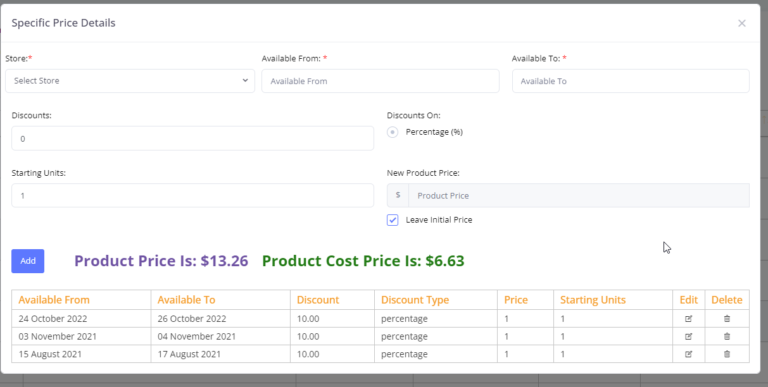 Specific Price Details ×
Store:* Available From: * Available To: *
Select Store Available From Available To
Discounts: Discounts On:
0 Percentage (%)
Starting Units: New Product Price:
1 $ Product Price
Leave Initial Price
Add Product Price Is: $13.26 Product Cost Price Is: $6.63
Available From Available To Discount Discount Type Price Starting Units Edit Delete
24 October 2022 26 October 2022 10.00 percentage 1 1
03 November 2021 04 November 2021 10.00 percentage 1 1
15 August 2021 17 August 2021 10.00 percentage 1 1